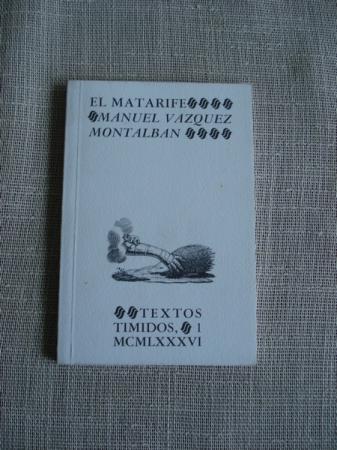 EL MATARIFE
MANUEL VAZQUEZ
MONTALBAN
TEXTOS
TIMIDOS, 1
MCMLXXXVI